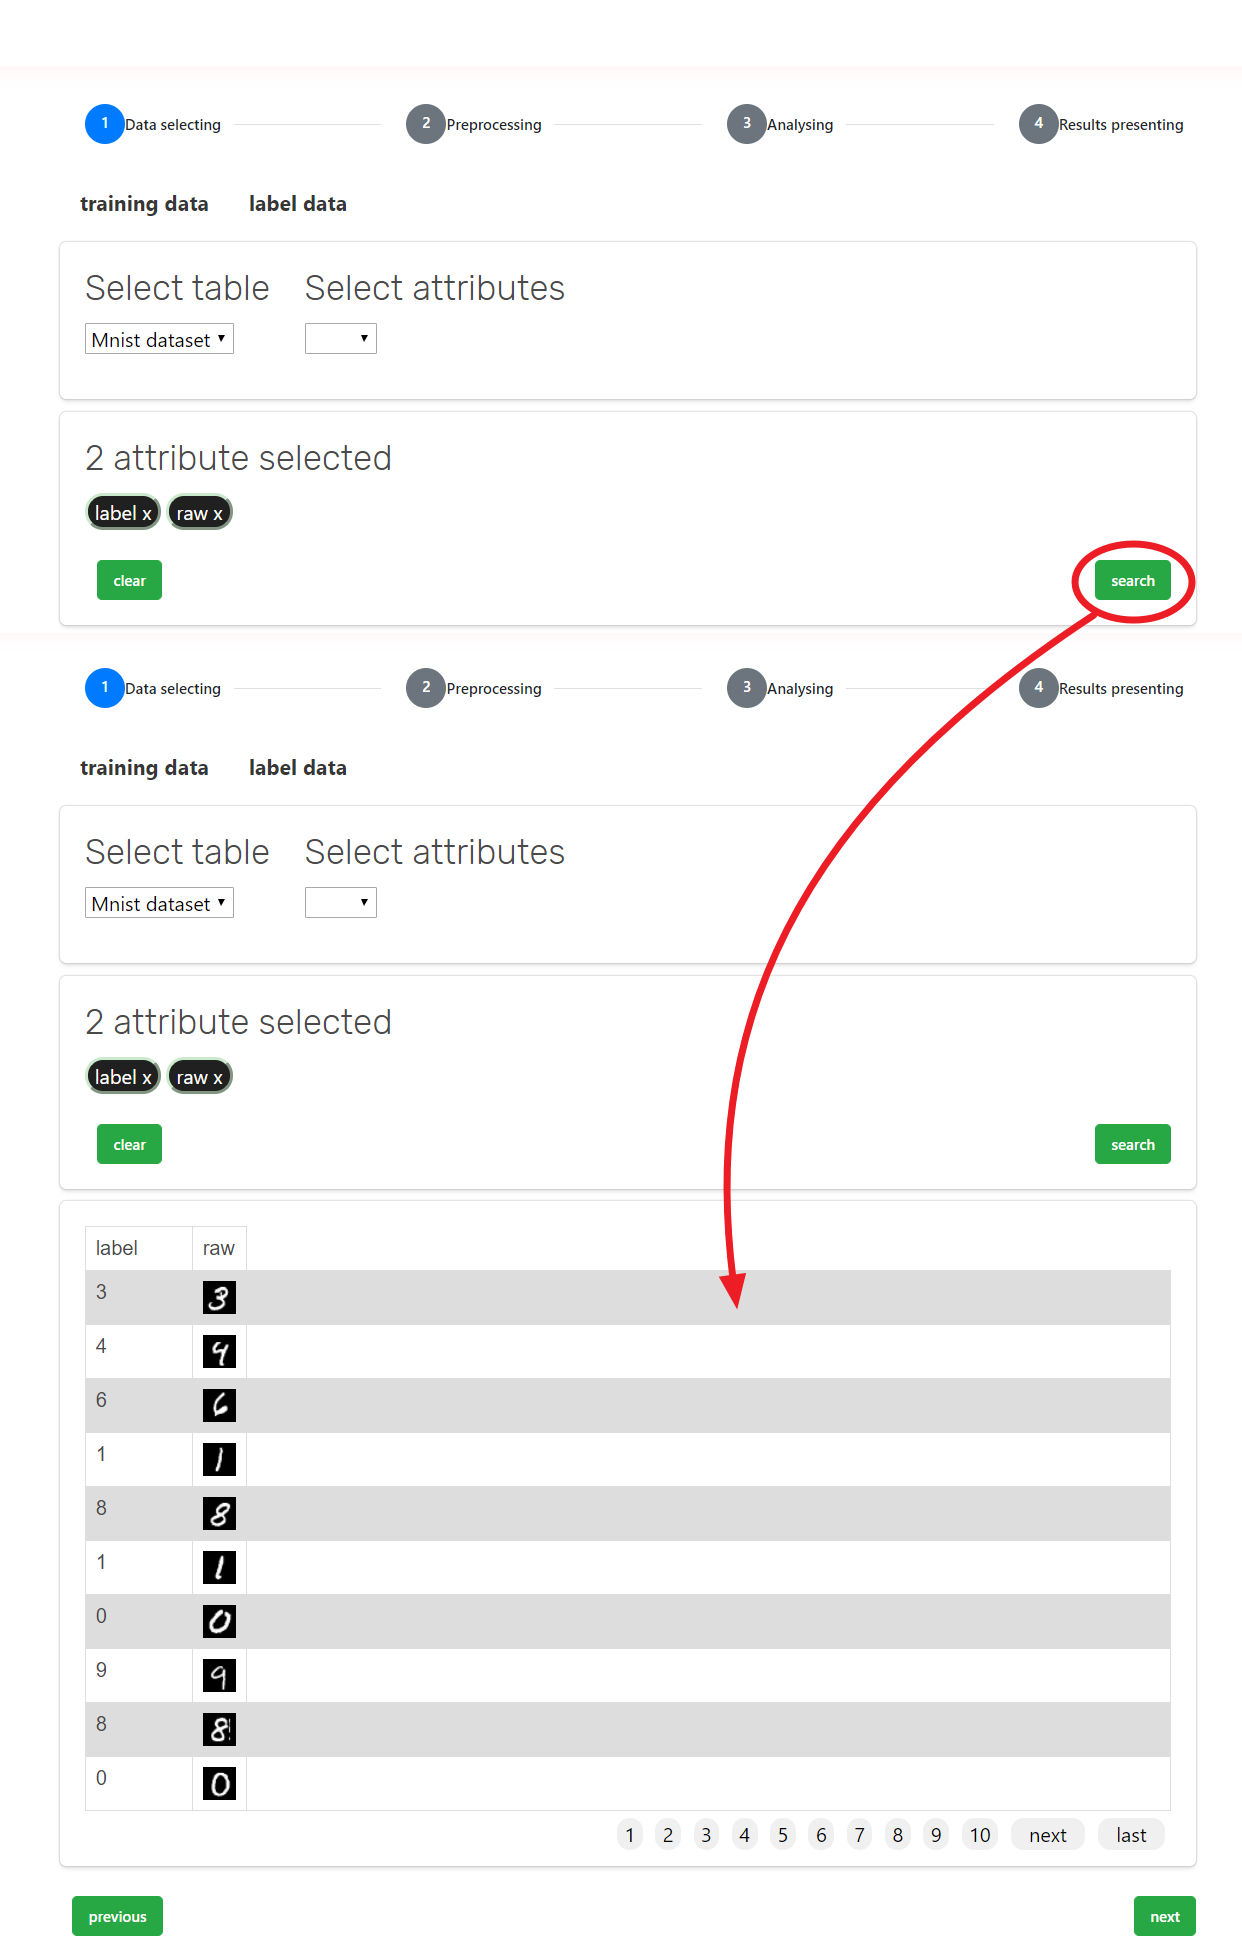 1 Data selecting 2 Preprocessing 3 Analysing 4 Results presenting
training data label data
Select table Select attributes
Mnist dataset
2 attribute selected
label x raw x
clear search
1 Data selecting 2 Preprocessing 3 Analysing 4 Results presenting
training data label data
Select table Select attributes
Mnist dataset
2 attribute selected
label x raw x
clear search
label raw
3 3
4 4
6 6
1 1
8 8
1 1
0 0
9 9
8 8
0 0
1 2 3 4 5 6 7 8 9 10 next last
previous next